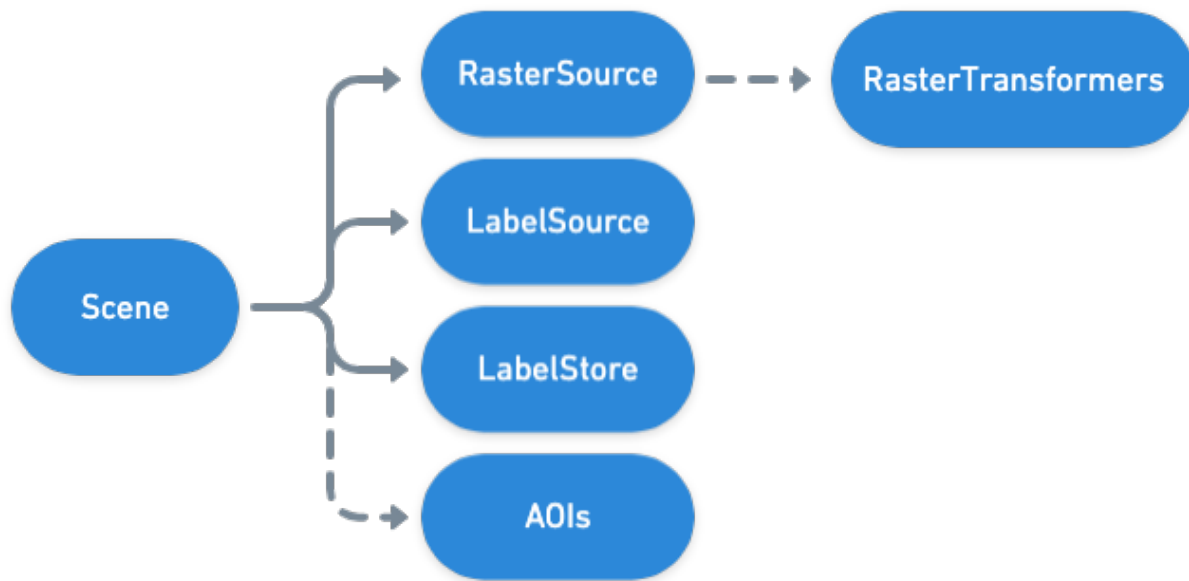 RasterSource
RasterTransformers
LabelSource
Scene
LabelStore
AOIs